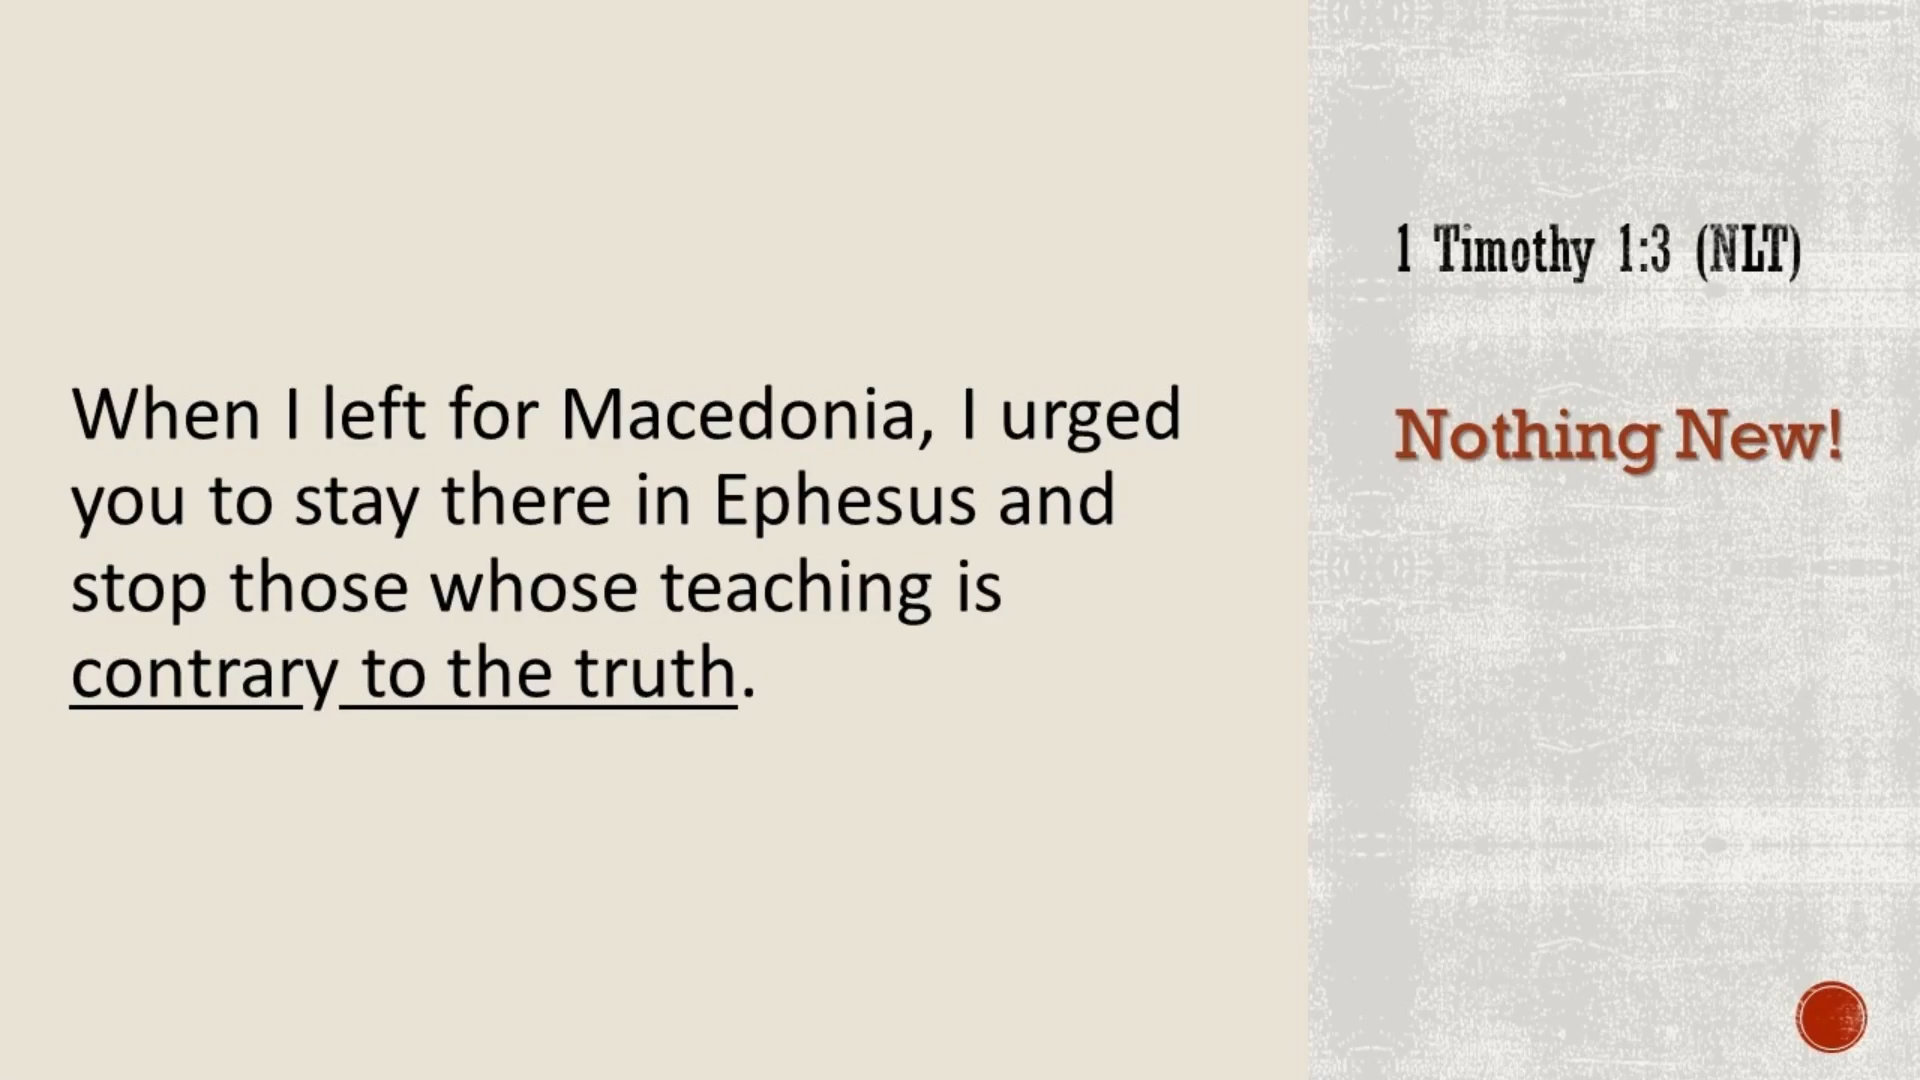 When I left for Macedonia, I urged
you to stay there in Ephesus and
stop those whose teaching is
contrary to the truth.
1 Timothy 1:3 (NLT)
Nothing New!